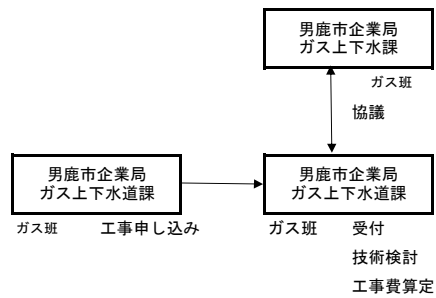 男鹿市企業局
ガス上下水課
ガス班
協議
男鹿市企業局
ガス上下水道課
男鹿市企業局
ガス上下水道課
ガス班 工事申し込み
ガス班 受付
技術検討
工事費算定